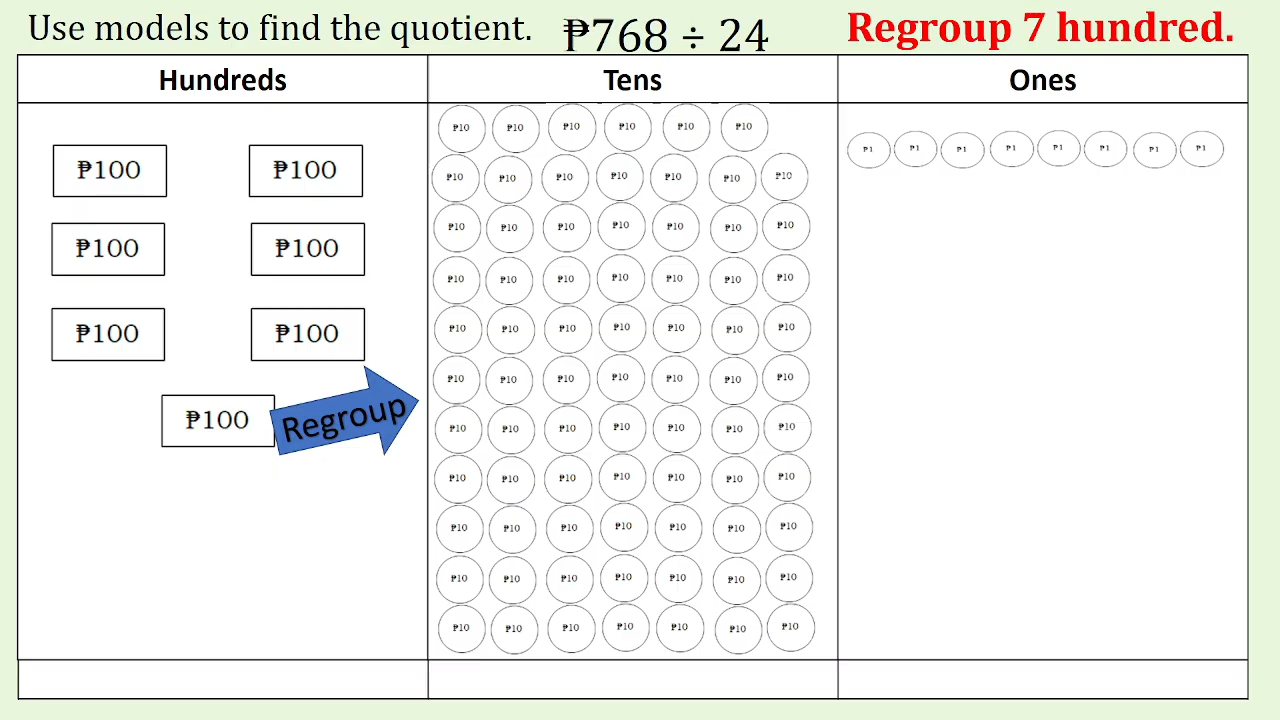 Use models to find the quotient. ₱768 ÷ 24 Regroup 7 hundred.
Hundreds Tens Ones
₱10 ₱10 ₱10 ₱10 ₱10 ₱10
₱1 ₱1 ₱1 ₱1 ₱1 ₱1 ₱1 ₱1
₱100 ₱100
₱10 ₱10 ₱10 ₱10 ₱10 ₱10 ₱10
₱10 ₱10 ₱10 ₱10 ₱10 ₱10 ₱10
₱100 ₱100
₱10 ₱10 ₱10 ₱10 ₱10 ₱10 ₱10
₱10 ₱10 ₱10 ₱10 ₱10 ₱10 ₱10
₱100 ₱100
₱10 ₱10 ₱10 ₱10 ₱10 ₱10 ₱10
₱100 Regroup
₱10 ₱10 ₱10 ₱10 ₱10 ₱10 ₱10
₱10 ₱10 ₱10 ₱10 ₱10 ₱10 ₱10
₱10 ₱10 ₱10 ₱10 ₱10 ₱10 ₱10
₱10 ₱10 ₱10 ₱10 ₱10 ₱10 ₱10
₱10 ₱10 ₱10 ₱10 ₱10 ₱10 ₱10